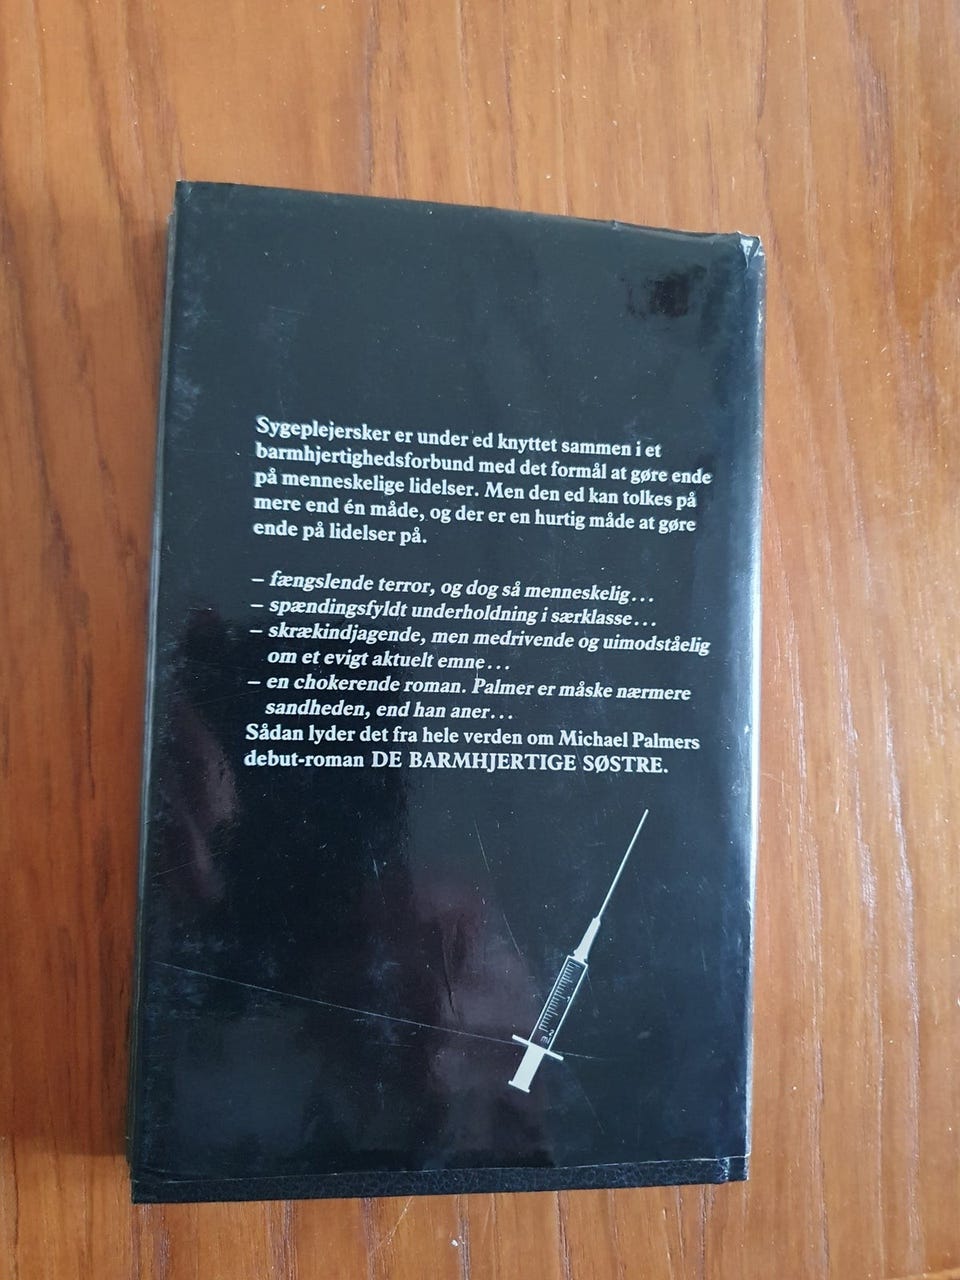 Sygeplejersker er under ed knyttet sammen i et
barmhjertighedsforbund med det formål at gøre ende
på menneskelige lidelser. Men den ed kan tolkes på
mere end én måde, og der er en hurtig måde at gøre
ende på lidelser på.
– fængslende terror, og dog så menneskelig...
– spændingsfyldt underholdning i særklasse...
– skrækindjagende, men medrivende og uimodståelig
om et evigt aktuelt emne...
– en chokerende roman. Palmer er måske nærmere
sandheden, end han aner...
Sådan lyder det fra hele verden om Michael Palmers
debut-roman DE BARMHJERTIGE SØSTRE.